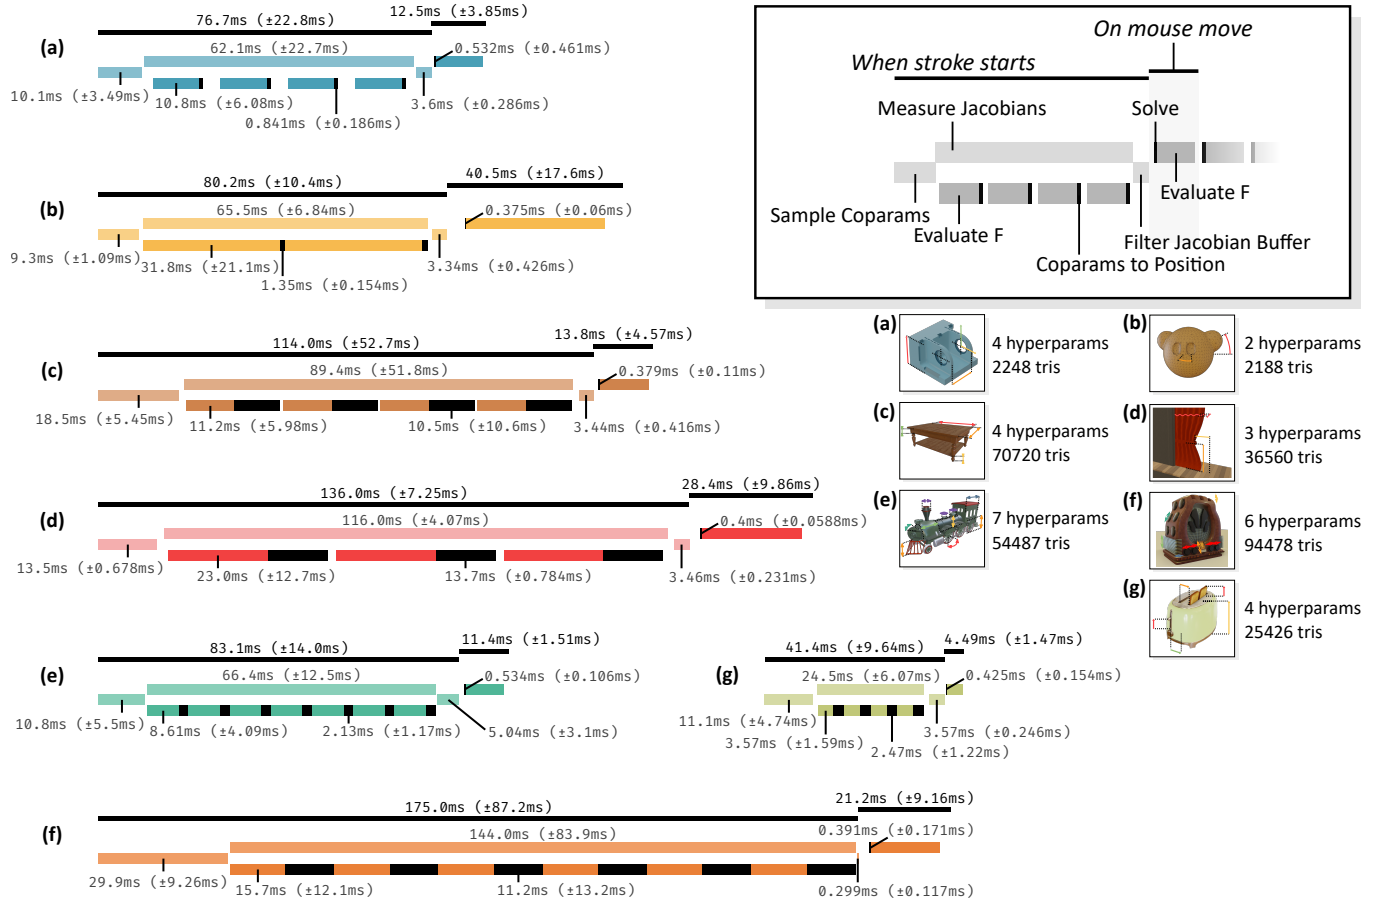 76.7ms (±22.8ms)
12.5ms (±3.85ms)
(a)
62.1ms (±22.7ms)
0.532ms (±0.461ms)
10.1ms (±3.49ms)
10.8ms (±6.08ms)
3.6ms (±0.286ms)
0.841ms (±0.186ms)
80.2ms (±10.4ms)
40.5ms (±17.6ms)
(b)
65.5ms (±6.84ms)
0.375ms (±0.06ms)
9.3ms (±1.09ms)
31.8ms (±21.1ms)
3.34ms (±0.426ms)
1.35ms (±0.154ms)
114.0ms (±52.7ms)
13.8ms (±4.57ms)
(c)
89.4ms (±51.8ms)
0.379ms (±0.11ms)
18.5ms (±5.45ms)
11.2ms (±5.98ms)
10.5ms (±10.6ms)
3.44ms (±0.416ms)
136.0ms (±7.25ms)
28.4ms (±9.86ms)
(d)
116.0ms (±4.07ms)
0.4ms (±0.0588ms)
13.5ms (±0.678ms)
23.0ms (±12.7ms)
13.7ms (±0.784ms)
3.46ms (±0.231ms)
83.1ms (±14.0ms)
11.4ms (±1.51ms)
(e)
66.4ms (±12.5ms)
0.534ms (±0.106ms)
10.8ms (±5.5ms)
8.61ms (±4.09ms)
2.13ms (±1.17ms)
5.04ms (±3.1ms)
41.4ms (±9.64ms)
4.49ms (±1.47ms)
(g)
24.5ms (±6.07ms)
0.425ms (±0.154ms)
11.1ms (±4.74ms)
3.57ms (±1.59ms)
3.57ms (±0.246ms)
2.47ms (±1.22ms)
175.0ms (±87.2ms)
21.2ms (±9.16ms)
(f)
144.0ms (±83.9ms)
0.391ms (±0.171ms)
29.9ms (±9.26ms)
15.7ms (±12.1ms)
11.2ms (±13.2ms)
0.299ms (±0.117ms)
On mouse move
When stroke starts
Measure Jacobians
Solve
Sample Coparams
Evaluate F
Evaluate F
Filter Jacobian Buffer
Coparams to Position
(a)
4 hyperparams
2248 tris
(b)
2 hyperparams
2188 tris
(c)
4 hyperparams
70720 tris
(d)
3 hyperparams
36560 tris
(e)
7 hyperparams
54487 tris
(f)
6 hyperparams
94478 tris
(g)
4 hyperparams
25426 tris